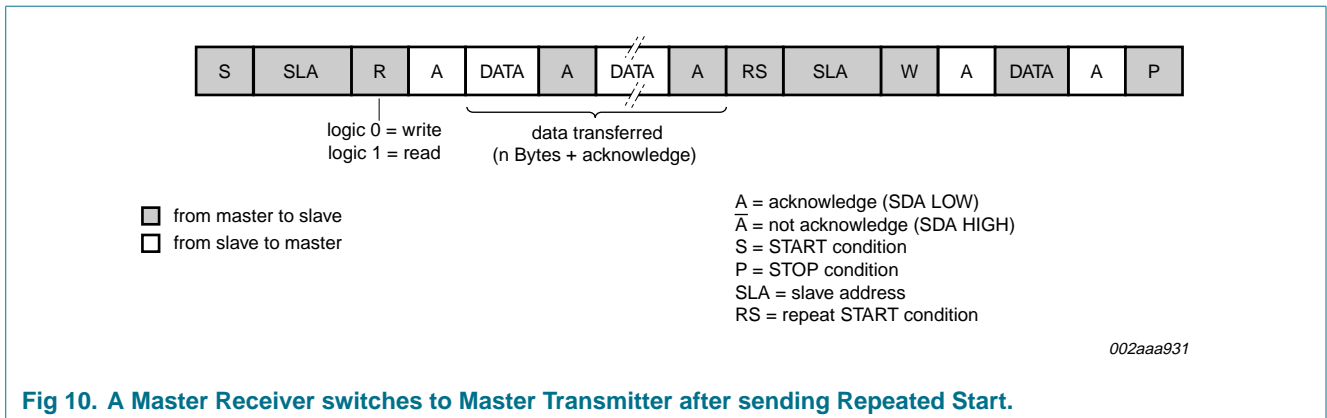 S SLA R A DATA A DATA A RS SLA W A DATA A P
logic 0 = write
logic 1 = read
data transferred
(n Bytes + acknowledge)
from master to slave
from slave to master
A = acknowledge (SDA LOW)
A̅ = not acknowledge (SDA HIGH)
S = START condition
P = STOP condition
SLA = slave address
RS = repeat START condition
002aaa931
Fig 10. A Master Receiver switches to Master Transmitter after sending Repeated Start.